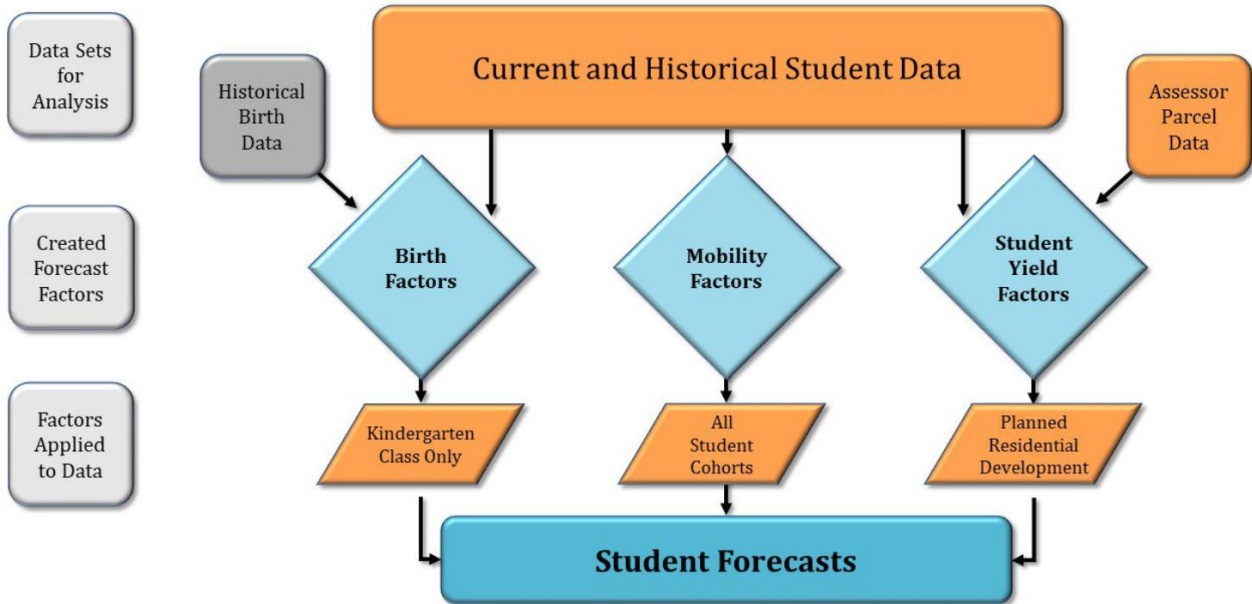 Data Sets
for
Analysis
Historical
Birth
Data
Current and Historical Student Data
Assessor
Parcel
Data
Created
Forecast
Factors
Birth
Factors
Mobility
Factors
Student
Yield
Factors
Factors
Applied
to Data
Kindergarten
Class Only
All
Student
Cohorts
Planned
Residential
Development
Student Forecasts